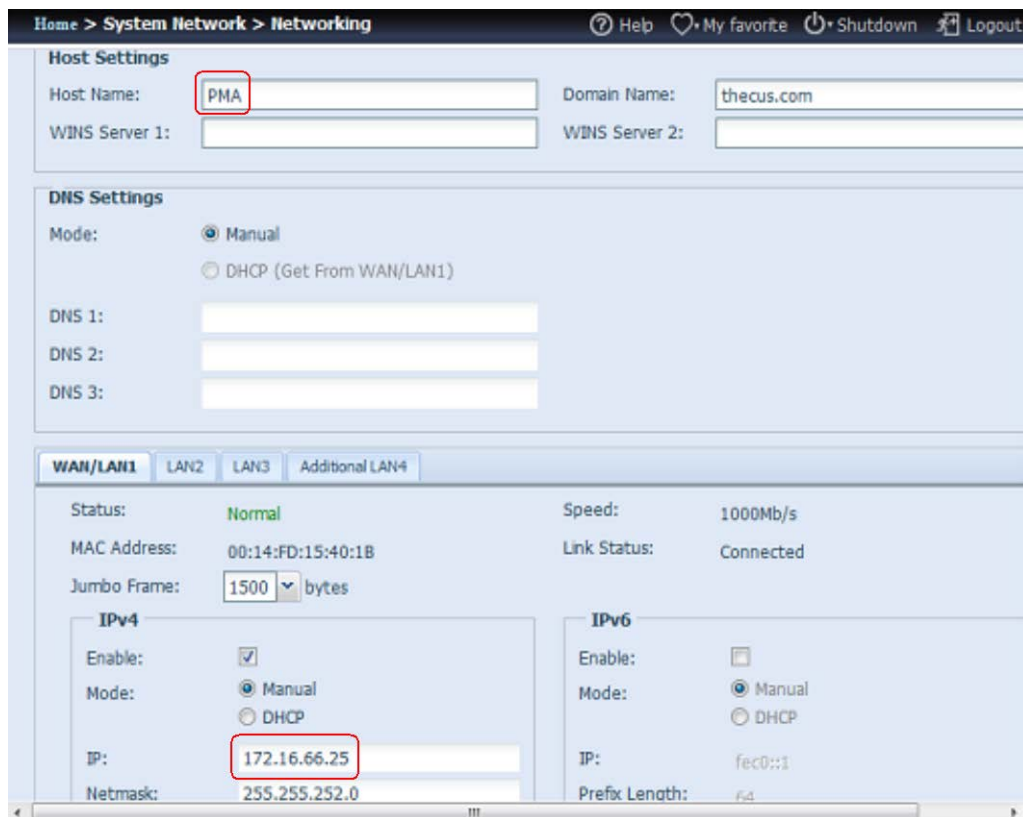 Home > System Network > Networking Help My favorite Shutdown Logout
Host Settings
Host Name: PMA Domain Name: thecus.com
WINS Server 1: WINS Server 2:
DNS Settings
Mode: Manual
DHCP (Get From WAN/LAN1)
DNS 1:
DNS 2:
DNS 3:
WAN/LAN1 LAN2 LAN3 Additional LAN4
Status: Normal Speed: 1000Mb/s
MAC Address: 00:14:FD:15:40:1B Link Status: Connected
Jumbo Frame: 1500 bytes
IPv4 IPv6
Enable: Enable:
Mode: Manual Mode: Manual
DHCP DHCP
IP: 172.16.66.25 IP: fec0::1
Netmask: 255.255.252.0 Prefix Length: 64